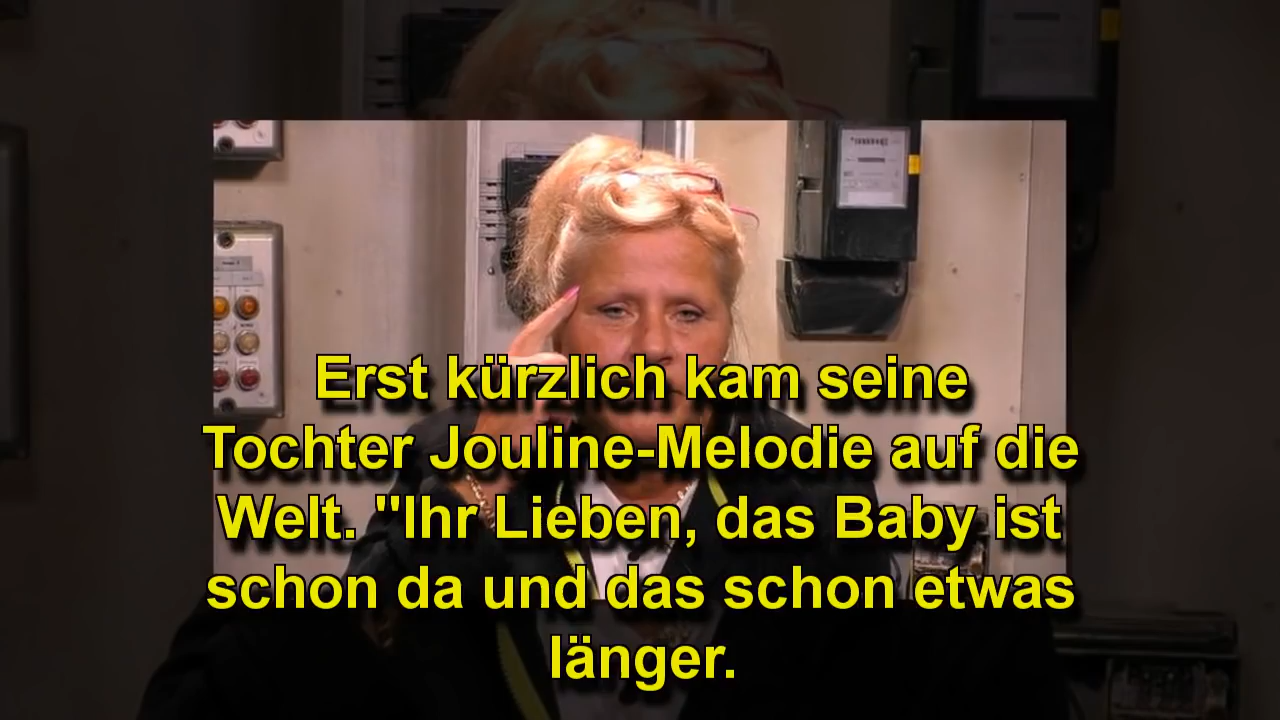 Erst kürzlich kam seine
Tochter Jouline-Melodie auf die
Welt. "Ihr Lieben, das Baby ist
schon da und das schon etwas
länger.